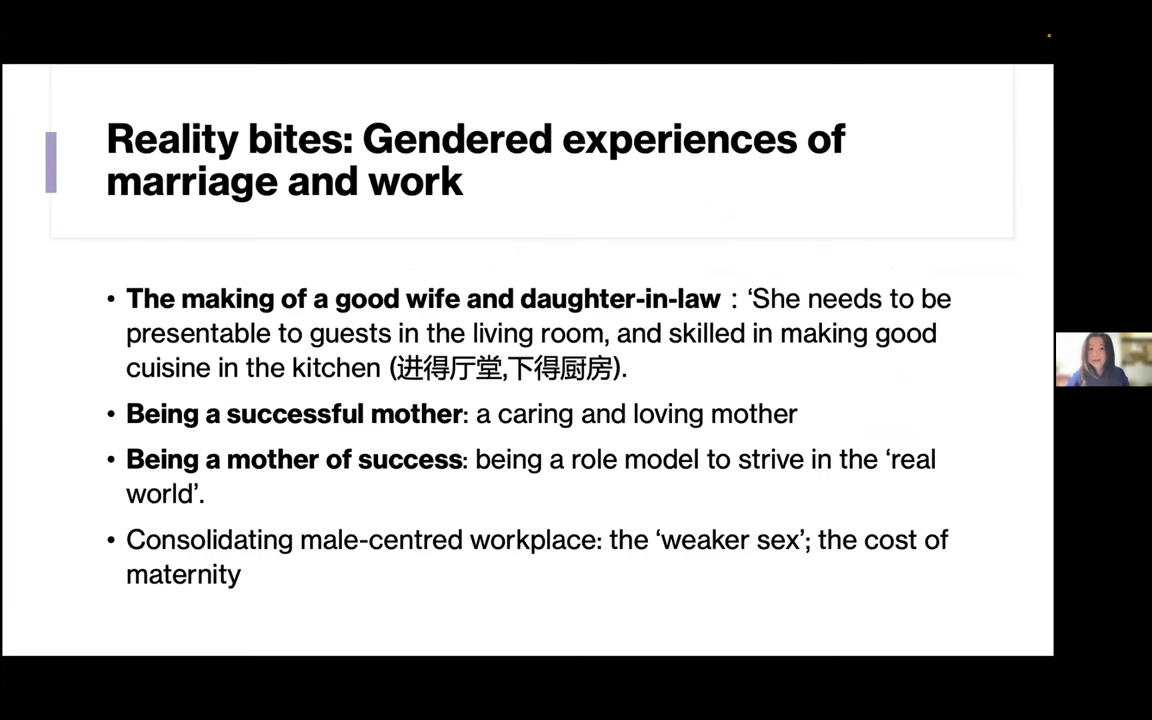 Reality bites: Gendered experiences of
marriage and work
• The making of a good wife and daughter-in-law : ‘She needs to be
presentable to guests in the living room, and skilled in making good
cuisine in the kitchen (进得厅堂,下得厨房).
• Being a successful mother: a caring and loving mother
• Being a mother of success: being a role model to strive in the ‘real
world’.
• Consolidating male-centred workplace: the ‘weaker sex’; the cost of
maternity